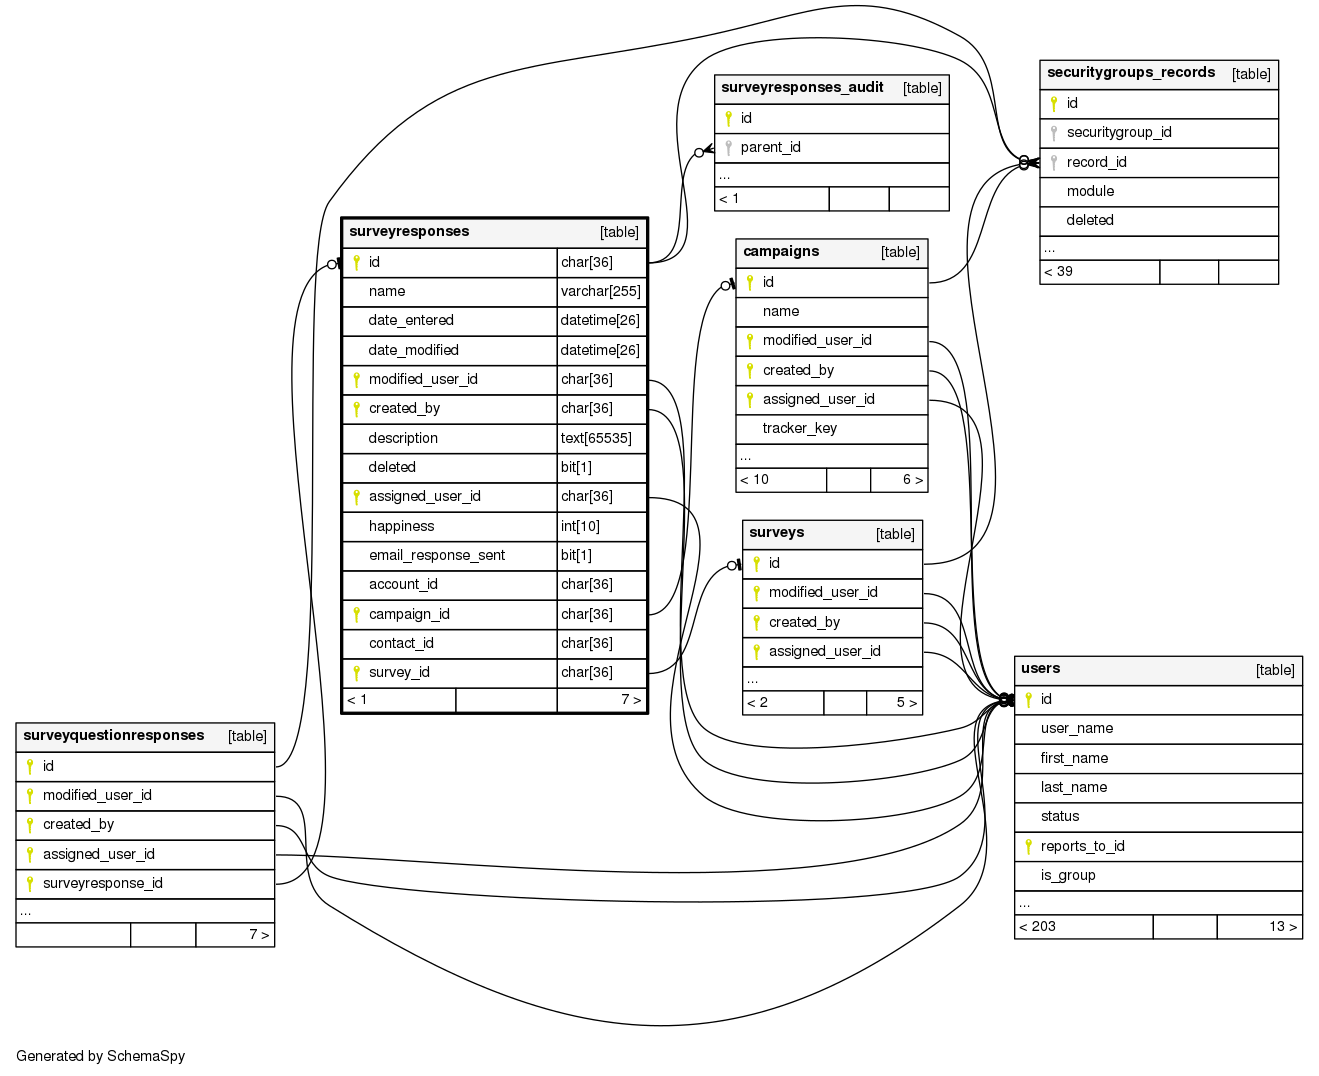 surveyresponses_audit [table]
id
parent_id
...
< 1
securitygroups_records [table]
id
securitygroup_id
record_id
module
deleted
...
< 39
surveyresponses [table]
id char[36]
name varchar[255]
date_entered datetime[26]
date_modified datetime[26]
modified_user_id char[36]
created_by char[36]
description text[65535]
deleted bit[1]
assigned_user_id char[36]
happiness int[10]
email_response_sent bit[1]
account_id char[36]
campaign_id char[36]
contact_id char[36]
survey_id char[36]
< 1 7 >
campaigns [table]
id
name
modified_user_id
created_by
assigned_user_id
tracker_key
...
< 10 6 >
surveys [table]
id
modified_user_id
created_by
assigned_user_id
...
< 2 5 >
users [table]
id
user_name
first_name
last_name
status
reports_to_id
is_group
...
< 203 13 >
surveyquestionresponses [table]
id
modified_user_id
created_by
assigned_user_id
surveyresponse_id
...
7 >
Generated by SchemaSpy